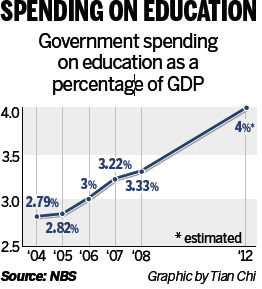 SPENDING ON EDUCATION
Government spending
on education as a
percentage of GDP
4.0
4%*
3.5
3.22%
3.33%
3%
3.0
2.79%
2.82%
* estimated
2.5
'04 '05 '06 '07 '08 '12
Source: NBS Graphic by Tian Chi